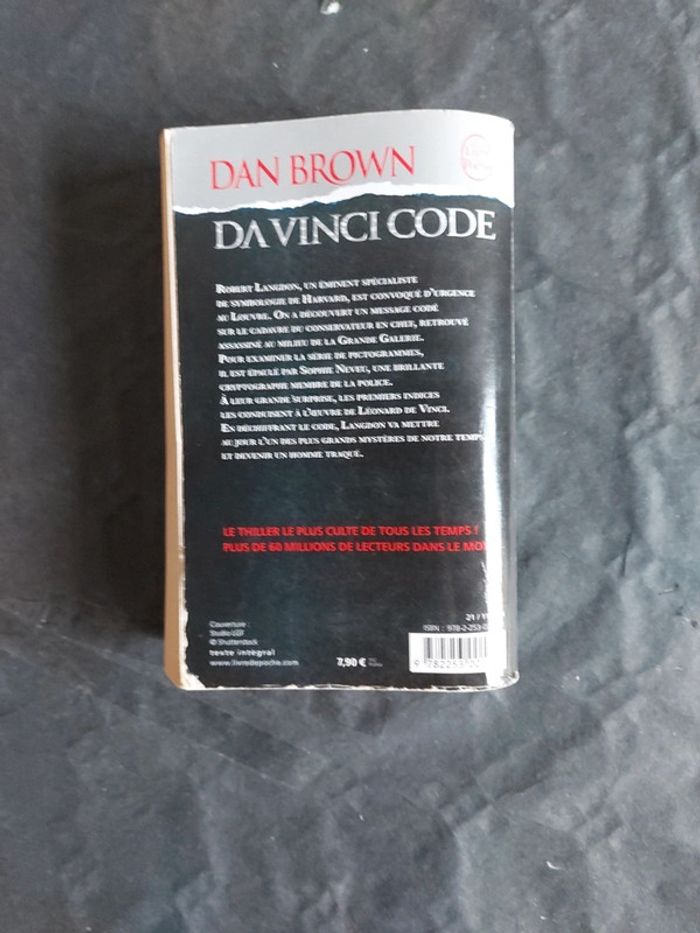 DAN BROWN
DA VINCI CODE
ROBERT LANGDON, UN ÉMINENT SPÉCIALISTE
DE SYMBOLOGIE DE HARVARD, EST CONVOQUÉ D'URGENCE
AU LOUVRE. ON A DÉCOUVERT UN MESSAGE CODÉ
SUR LE CADAVRE DU CONSERVATEUR EN CHEF, RETROUVÉ
ASSASSINÉ AU MILIEU DE LA GRANDE GALERIE.
POUR EXAMINER LA SÉRIE DE PICTOGRAMMES,
IL EST ÉPAULÉ PAR SOPHIE NEVEU, UNE BRILLANTE
CRYPTOGRAPHE MEMBRE DE LA POLICE.
À LEUR GRANDE SURPRISE, LES PREMIERS INDICES
LES CONDUISENT À L'ŒUVRE DE LÉONARD DE VINCI.
EN DÉCHIFFRANT LE CODE, LANGDON VA METTRE
AU JOUR L'UN DES PLUS GRANDS MYSTÈRES DE NOTRE TEMPS
ET DEVENIR UN HOMME TRAQUÉ.
LE THRILLER LE PLUS CULTE DE TOUS LES TEMPS !
PLUS DE 60 MILLIONS DE LECTEURS DANS LE
Couverture :
Studio LGF
© Shutterstock
texte intégral
www.livredepoche.com
7,90 €
21 /
ISBN : 978-2-253-
9 782253